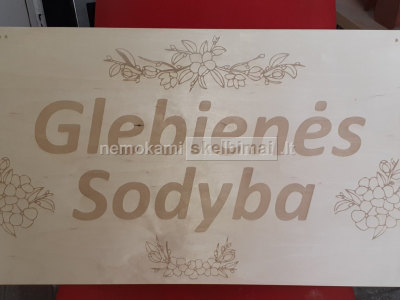 Glebienės
nemokami skelbimai .lt
Sodyba